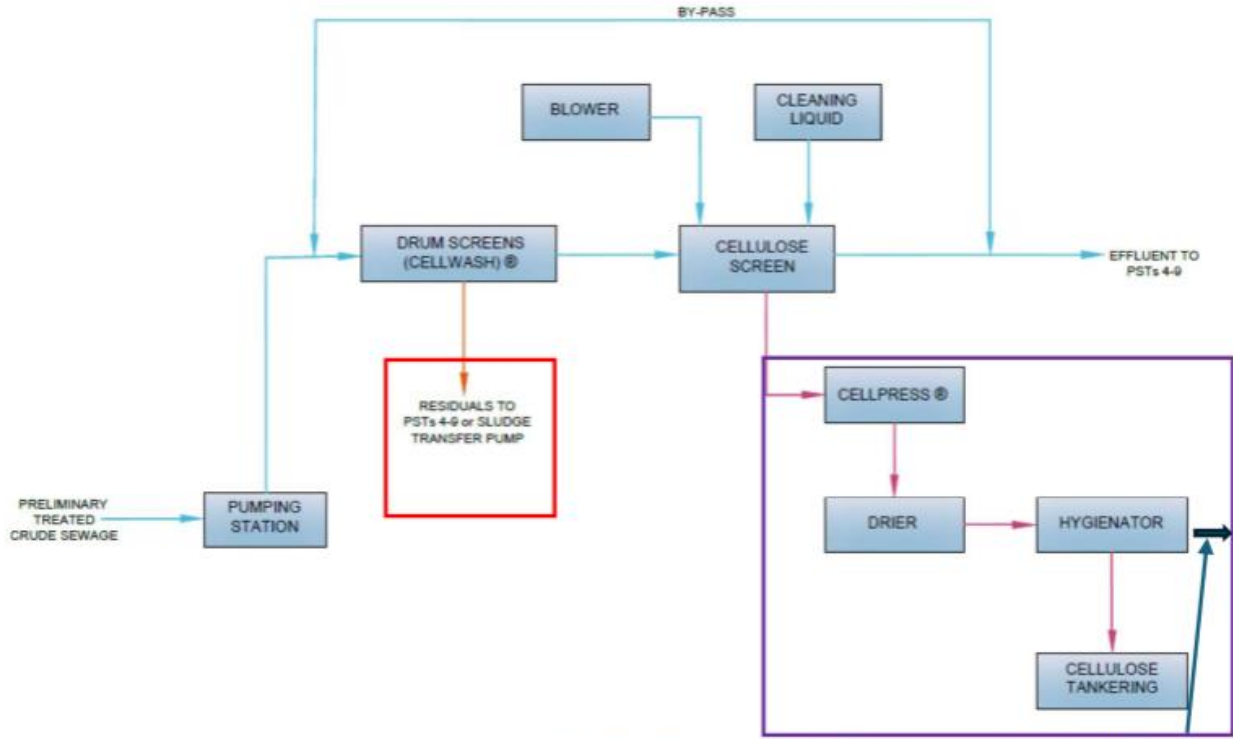 BY-PASS
BLOWER
CLEANING
LIQUID
DRUM SCREENS
(CELLWASH) ®
CELLULOSE
SCREEN
EFFLUENT TO
PSTs 4-9
RESIDUALS TO
PSTs 4-9 or SLUDGE
TRANSFER PUMP
CELLPRESS ®
PRELIMINARY
TREATED
CRUDE SEWAGE
PUMPING
STATION
DRIER
HYGIENATOR
CELLULOSE
TANKERING